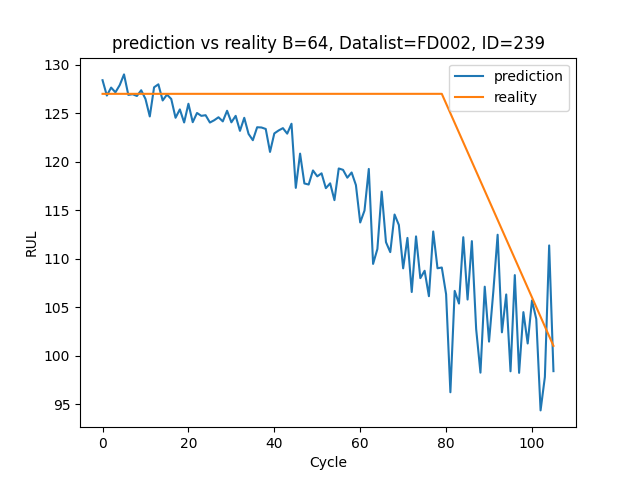 prediction vs reality B=64, Datalist=FD002, ID=239
prediction
reality
RUL
130
125
120
115
110
105
100
95
0 20 40 60 80 100
Cycle